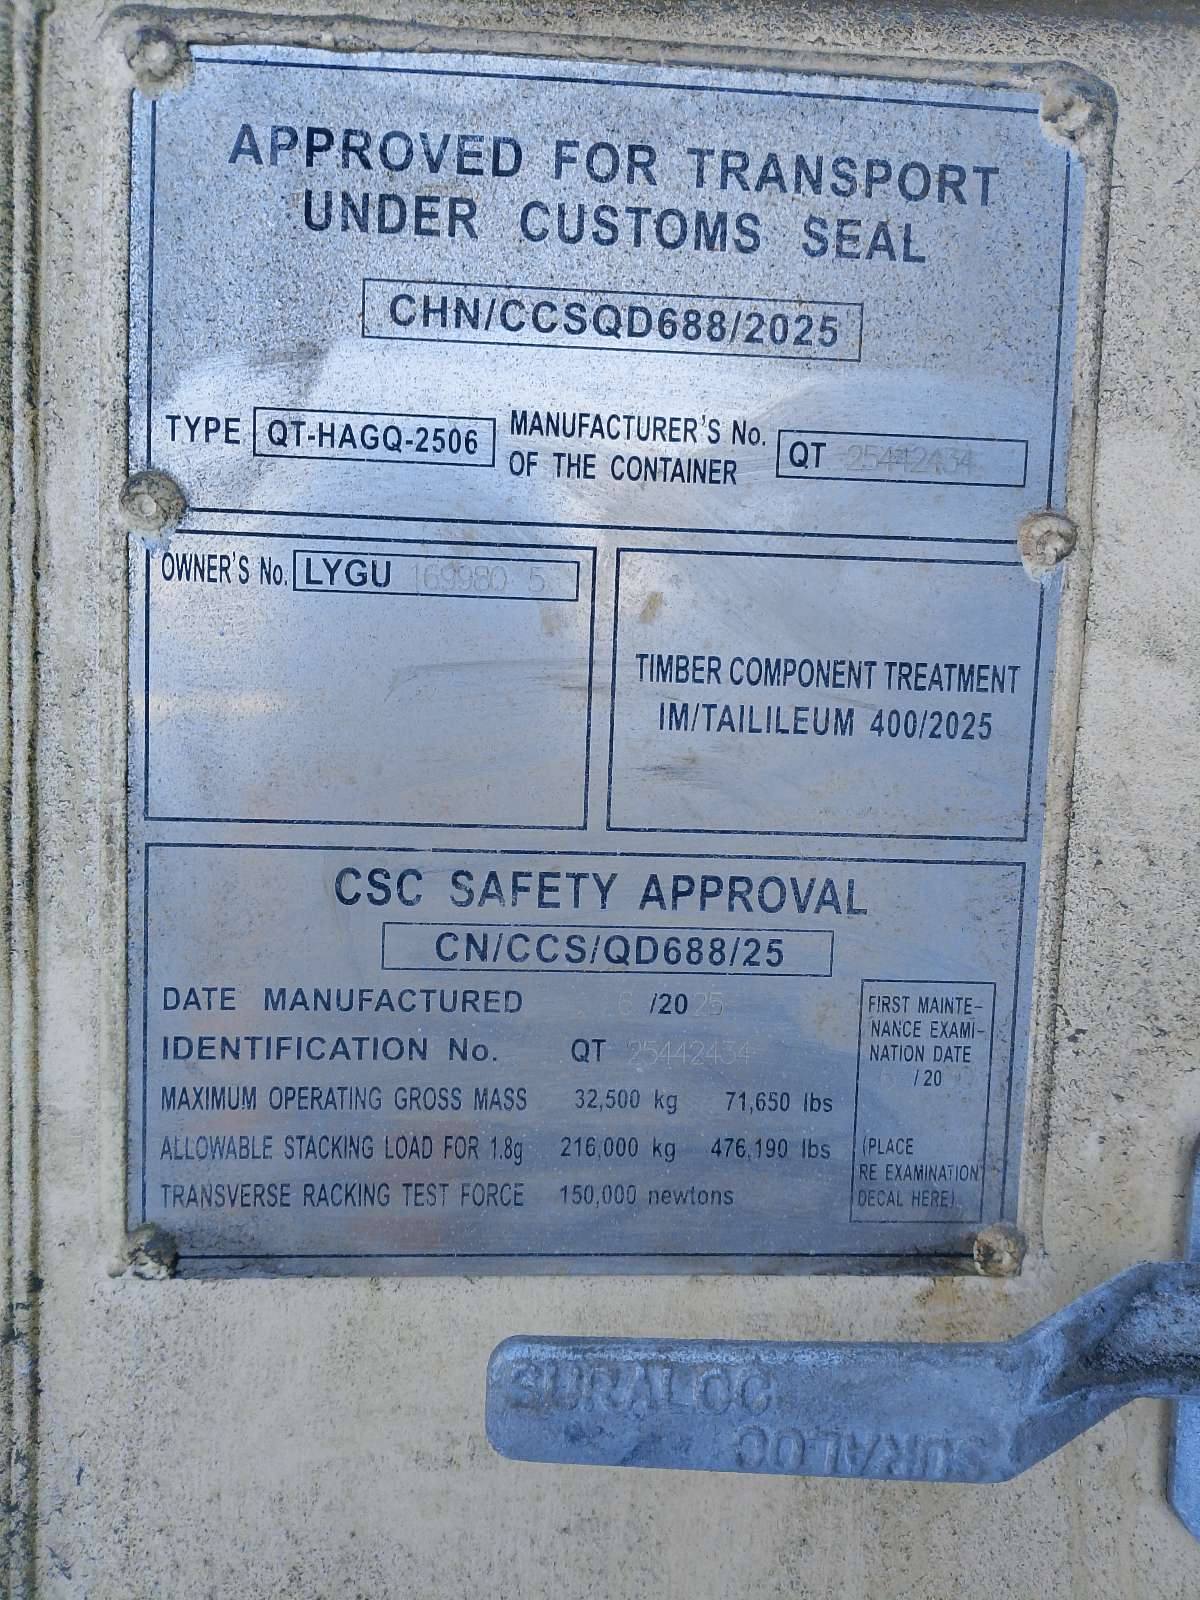 APPROVED FOR TRANSPORT
UNDER CUSTOMS SEAL
CHN/CCSQD688/2025
TYPE QT-HAGQ-2506
MANUFACTURER'S No.
OF THE CONTAINER
QT 25442434
OWNER'S No. LYGU 169980 5
TIMBER COMPONENT TREATMENT
IM/TAILILEUM 400/2025
CSC SAFETY APPROVAL
CN/CCS/QD688/25
DATE MANUFACTURED 6 /20 25
IDENTIFICATION No. QT 25442434
MAXIMUM OPERATING GROSS MASS 32,500 kg 71,650 lbs
ALLOWABLE STACKING LOAD FOR 1.8g 216,000 kg 476,190 lbs
TRANSVERSE RACKING TEST FORCE 150,000 newtons
FIRST MAINTE-
NANCE EXAMI-
NATION DATE
/20
(PLACE
RE EXAMINATION
DECAL HERE)
SURALOC
SURALOC